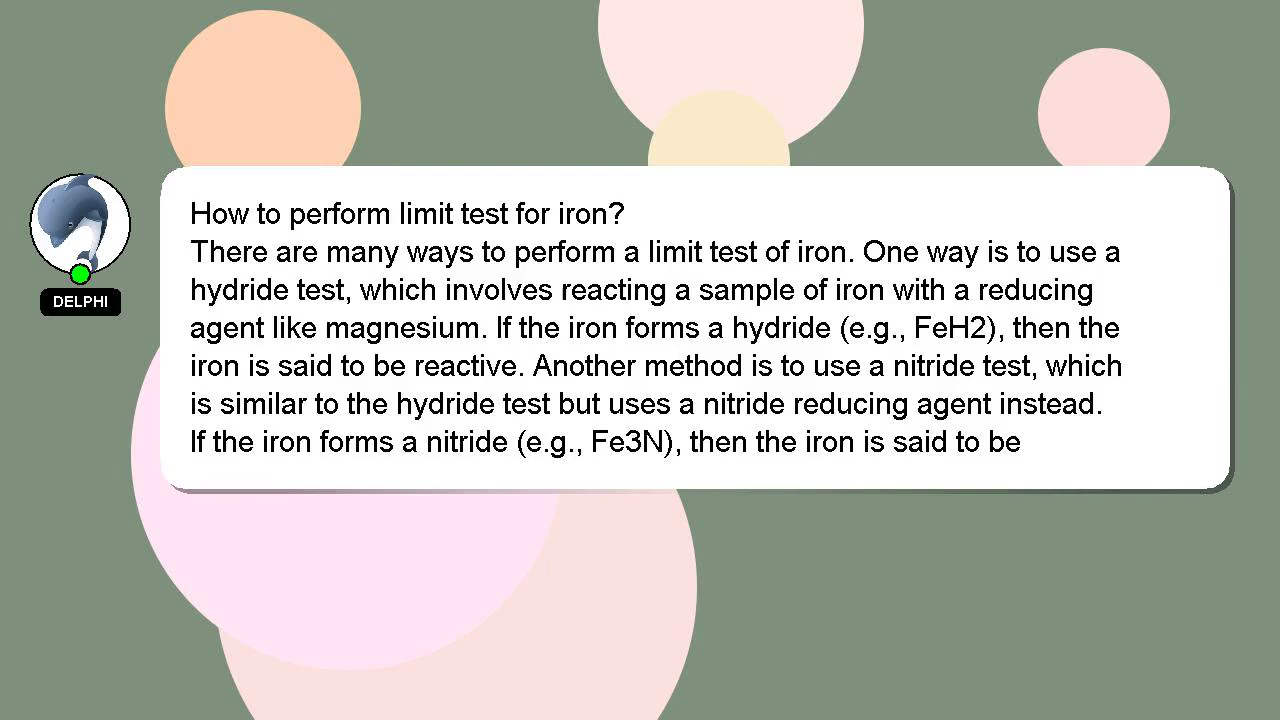 How to perform limit test for iron?
There are many ways to perform a limit test of iron. One way is to use a
hydride test, which involves reacting a sample of iron with a reducing
agent like magnesium. If the iron forms a hydride (e.g., FeH2), then the
iron is said to be reactive. Another method is to use a nitride test, which
is similar to the hydride test but uses a nitride reducing agent instead.
If the iron forms a nitride (e.g., Fe3N), then the iron is said to be
DELPHI